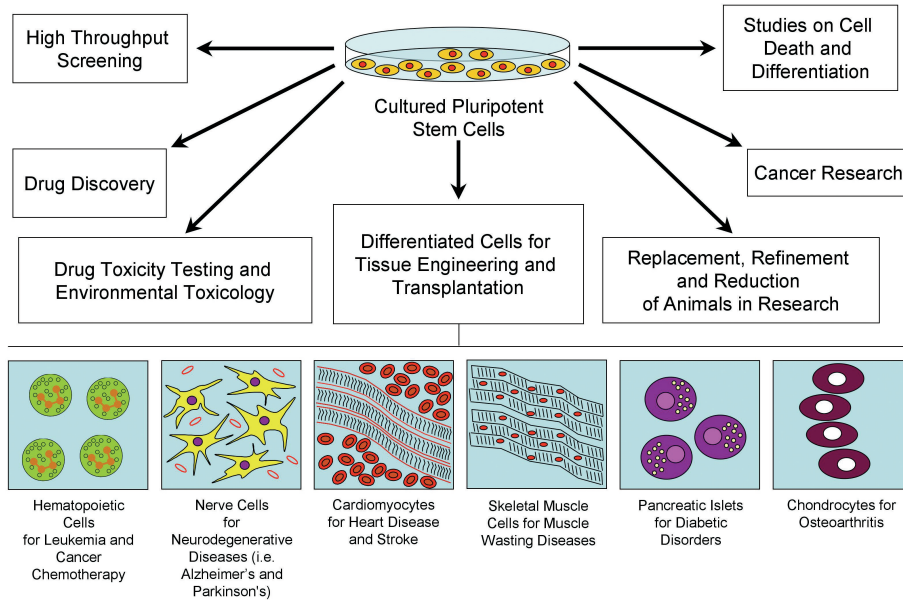 High Throughput
Screening
Studies on Cell
Death and
Differentiation
Cultured Pluripotent
Stem Cells
Drug Discovery
Cancer Research
Drug Toxicity Testing and
Environmental Toxicology
Differentiated Cells for
Tissue Engineering and
Transplantation
Replacement, Refinement
and Reduction
of Animals in Research
Hematopoietic
Cells
for Leukemia and
Cancer
Chemotherapy
Nerve Cells
for
Neurodegenerative
Diseases (i.e.
Alzheimer's and
Parkinson's)
Cardiomyocytes
for Heart Disease
and Stroke
Skeletal Muscle
Cells for Muscle
Wasting Diseases
Pancreatic Islets
for Diabetic
Disorders
Chondrocytes for
Osteoarthritis